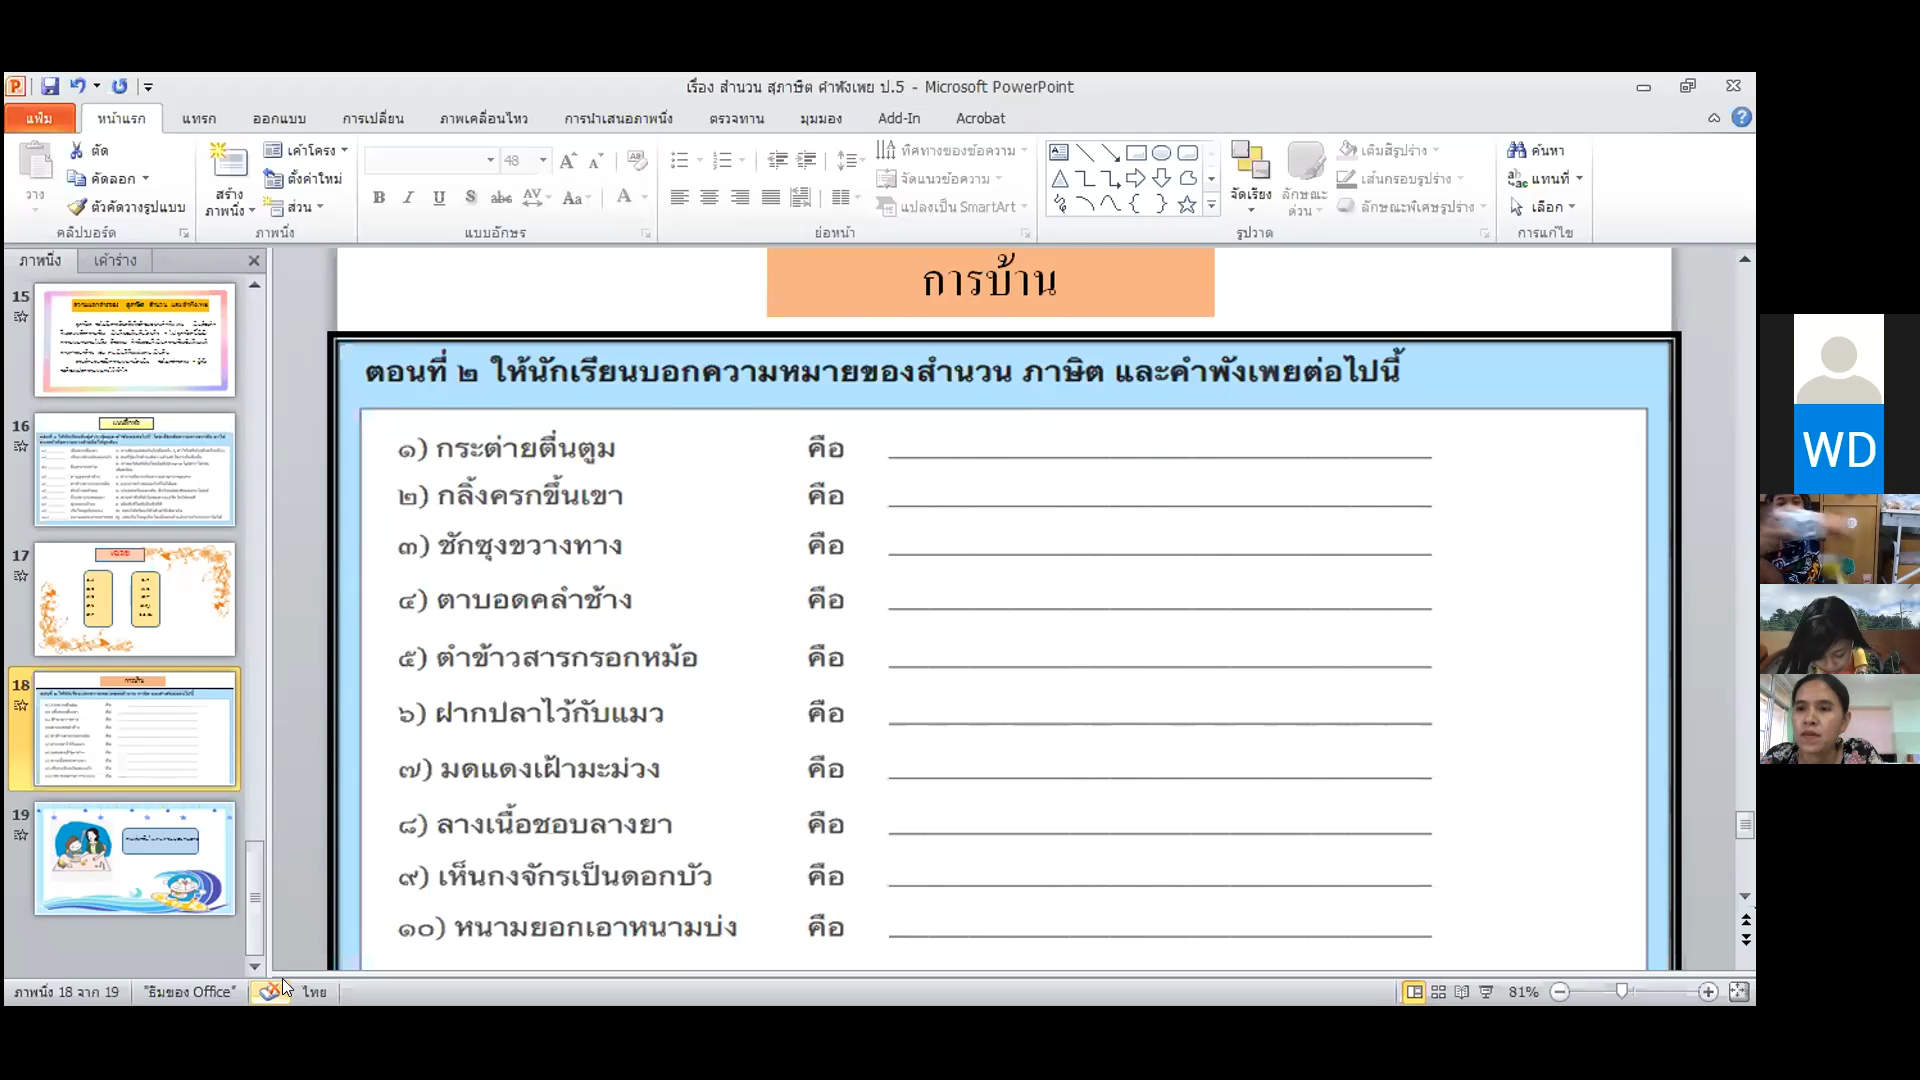 เรื่อง สำนวน สุภาษิต คำพังเพย ป.5 - Microsoft PowerPoint
แฟ้ม หน้าแรก แทรก ออกแบบ การเปลี่ยน ภาพเคลื่อนไหว การนำเสนอภาพนิ่ง ตรวจทาน มุมมอง Add-In Acrobat
วาง
ตัด
คัดลอก
ตัวคัดวางรูปแบบ
คลิปบอร์ด
สร้าง
ภาพนิ่ง
เค้าโครง
ตั้งค่าใหม่
ส่วน
ภาพนิ่ง
48
แบบอักษร
ทิศทางของข้อความ
จัดแนวข้อความ
แปลงเป็น SmartArt
ย่อหน้า
จัดเรียง
ลักษณะ
ด่วน
เติมสีรูปร่าง
เส้นกรอบรูปร่าง
ลักษณะพิเศษรูปร่าง
รูปวาด
ค้นหา
แทนที่
เลือก
การแก้ไข
ภาพนิ่ง เค้าร่าง
15
16
17
18
19
การบ้าน
ตอนที่ ๒ ให้นักเรียนบอกความหมายของสำนวน ภาษิต และคำพังเพยต่อไปนี้
๑) กระต่ายตื่นตูม คือ
๒) กลิ้งครกขึ้นเขา คือ
๓) ชักซุงขวางทาง คือ
๔) ตาบอดคลำช้าง คือ
๕) ตำข้าวสารกรอกหม้อ คือ
๖) ฝากปลาไว้กับแมว คือ
๗) มดแดงเฝ้ามะม่วง คือ
๘) ลางเนื้อชอบลางยา คือ
๙) เห็นกงจักรเป็นดอกบัว คือ
๑๐) หนามยอกเอาหนามบ่ง คือ
WD
ภาพนิ่ง 18 จาก 19 "ธีมของ Office" ไทย 81%